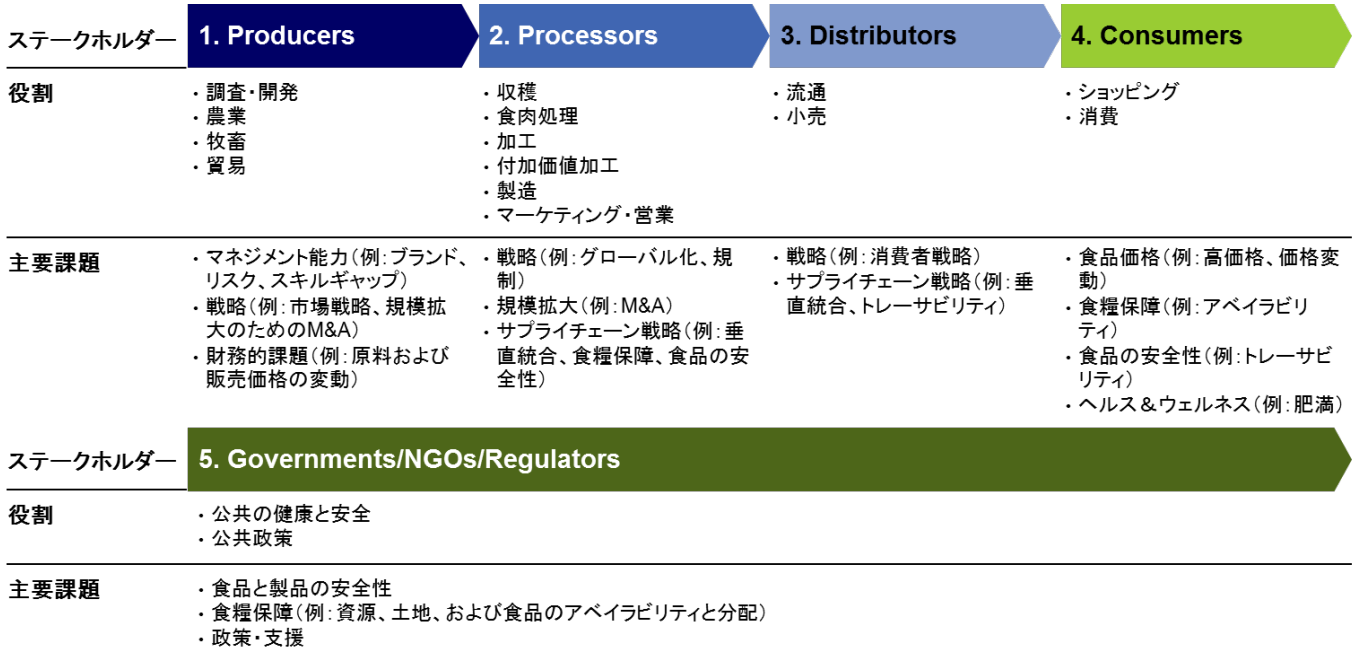 ステークホルダー
1. Producers
2. Processors
3. Distributors
4. Consumers
役割
・調査・開発
・農業
・牧畜
・貿易
・収穫
・食肉処理
・加工
・付加価値加工
・製造
・マーケティング・営業
・流通
・小売
・ショッピング
・消費
主要課題
・マネジメント能力(例:ブランド、
リスク、スキルギャップ)
・戦略(例:市場戦略、規模拡
大のためのM&A)
・財務的課題(例:原料および
販売価格の変動)
・戦略(例:グローバル化、規
制)
・規模拡大(例:M&A)
・サプライチェーン戦略(例:垂
直統合、食糧保障、食品の安
全性)
・戦略(例:消費者戦略)
・サプライチェーン戦略(例:垂
直統合、トレーサビリティ)
・食品価格(例:高価格、価格変
動)
・食糧保障(例:アベイラビリ
ティ)
・食品の安全性(例:トレーサビ
リティ)
・ヘルス&ウェルネス(例:肥満)
ステークホルダー
5. Governments/NGOs/Regulators
役割
・公共の健康と安全
・公共政策
主要課題
・食品と製品の安全性
・食糧保障(例:資源、土地、および食品のアベイラビリティと分配)
・政策・支援